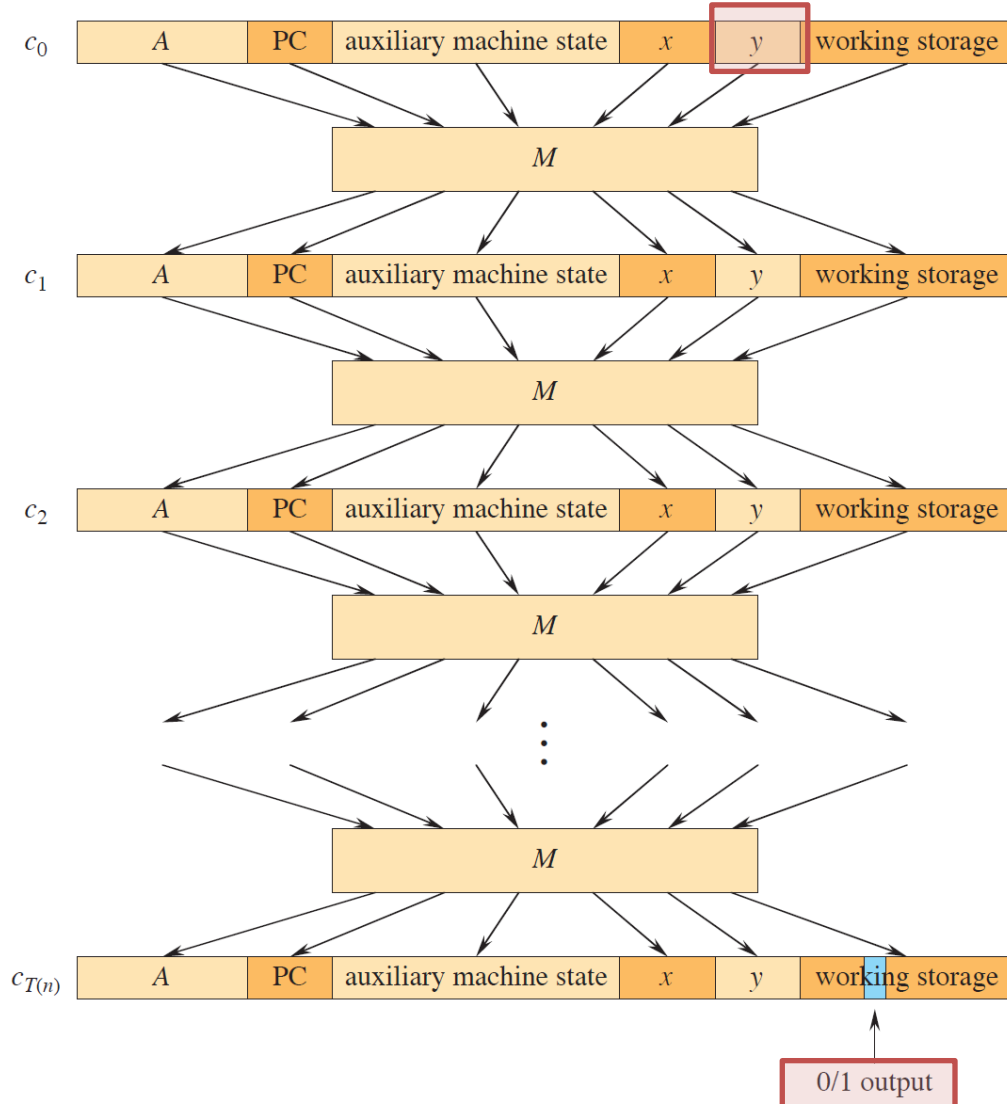 c₀ A PC auxiliary machine state x y working storage
M
c₁ A PC auxiliary machine state x y working storage
M
c₂ A PC auxiliary machine state x y working storage
M
⋮
M
c_T(n) A PC auxiliary machine state x y working storage
0/1 output